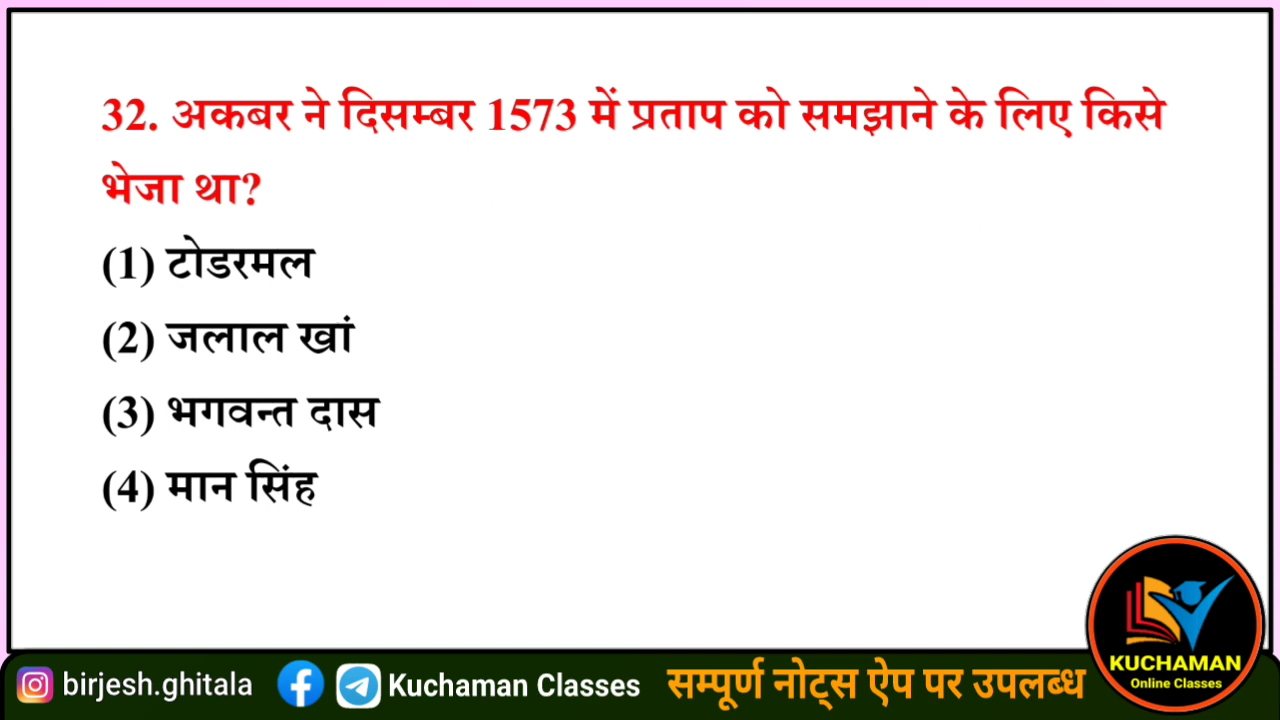 32. अकबर ने दिसम्बर 1573 में प्रताप को समझाने के लिए किसे
भेजा था?
(1) टोडरमल
(2) जलाल खां
(3) भगवन्त दास
(4) मान सिंह
KUCHAMAN
Online Classes
birjesh.ghitala
Kuchaman Classes
सम्पूर्ण नोट्स ऐप पर उपलब्ध